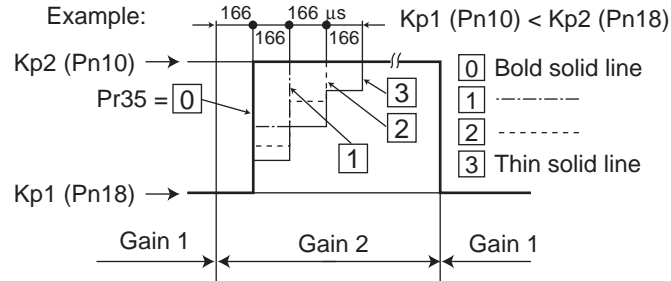 Example:
166 166 µs
166 166
Kp1 (Pn10) < Kp2 (Pn18)
Kp2 (Pn10)
Pr35 = 0
0 Bold solid line
1
2
3 Thin solid line
3
2
1
Kp1 (Pn18)
Gain 1 Gain 2 Gain 1